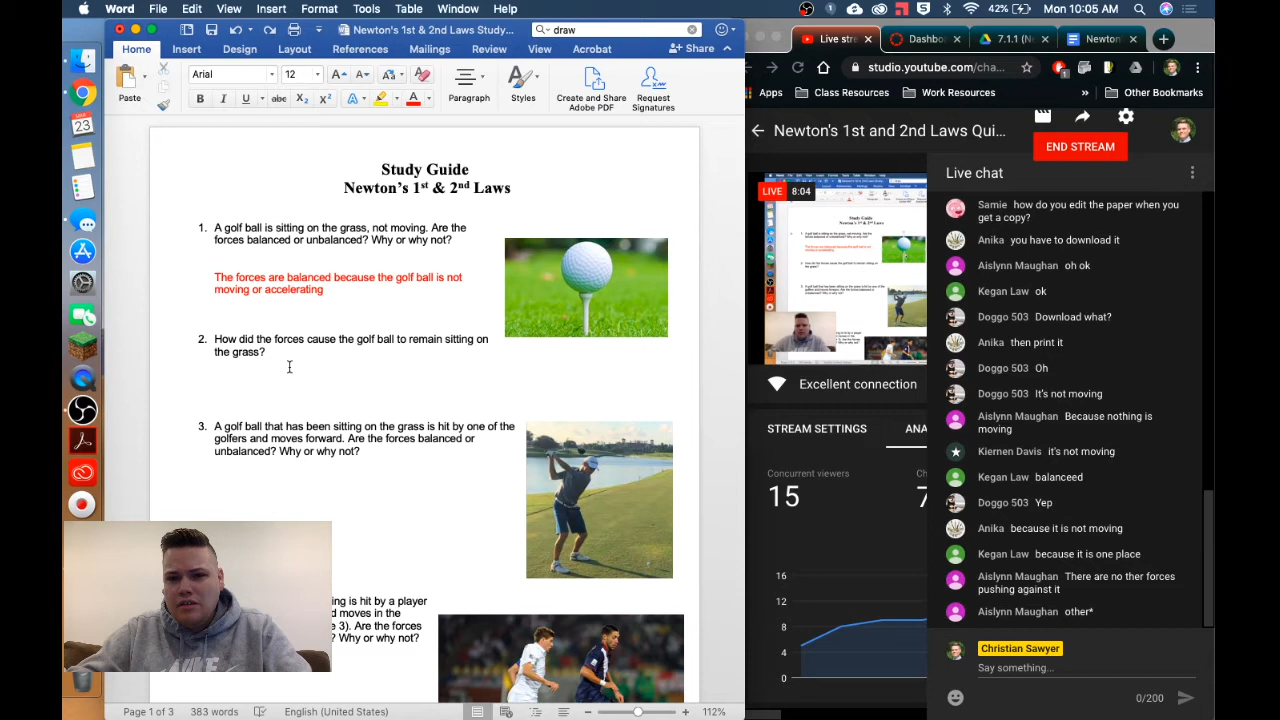 Word File Edit View Insert Format Tools Table Window Help
42% Mon 10:05 AM
Newton's 1st & 2nd Laws Study...
draw
Home Insert Design Layout References Mailings Review View Acrobat
Share
Paste
Arial
12
B I U abc X₂ X²
Paragraph
Styles
Create and Share
Adobe PDF
Request
Signatures
Study Guide
Newton's 1st & 2nd Laws
1. A golf ball is sitting on the grass, not moving. Are the
forces balanced or unbalanced? Why or why not?
The forces are balanced because the golf ball is not
moving or accelerating
2. How did the forces cause the golf ball to remain sitting on
the grass?
3. A golf ball that has been sitting on the grass is hit by one of the
golfers and moves forward. Are the forces balanced or
unbalanced? Why or why not?
ing is hit by a player
d moves in the
e 3). Are the forces
? Why or why not?
Page 1 of 3 383 words English (United States) 112%
MAR
23
Live stre
Dashbo
7.1.1 (N
Newton
studio.youtube.com/cha...
Apps Class Resources Work Resources » Other Bookmarks
Newton's 1st and 2nd Laws Qui...
END STREAM
LIVE 8:04
Excellent connection
STREAM SETTINGS ANA
Concurrent viewers
15
Ch
7
16
12
8
4
0
Live chat
Samie how do you edit the paper when you
get a copy?
Anika you have to download it
Aislynn Maughan oh ok
Kegan Law ok
Doggo 503 Download what?
Anika then print it
Doggo 503 Oh
Doggo 503 It's not moving
Aislynn Maughan Because nothing is
moving
Kiernen Davis it's not moving
Kegan Law balanceed
Doggo 503 Yep
Anika because it is not moving
Kegan Law because it is one place
Aislynn Maughan There are no ther forces
pushing against it
Aislynn Maughan other*
Christian Sawyer
Say something...
0/200
NIKE